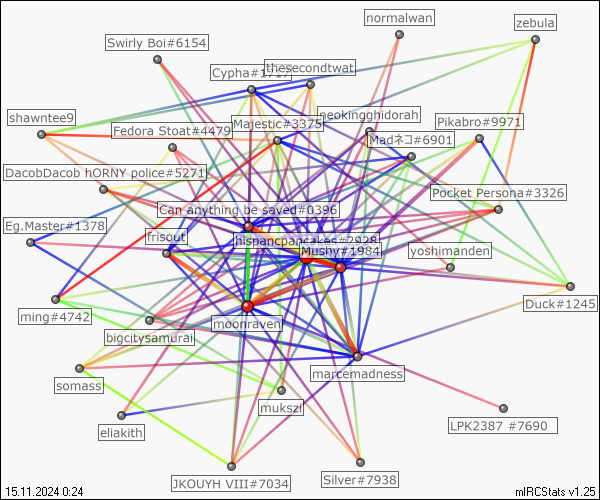 normalwan
zebula
Swirly Boi#6154
Cypha#1717
thesecondtwat
shawntee9
Fedora Stoat#4479
Majestic#3375
neokingghidorah
Pikabro#9971
Madネコ#6901
DacobDacob hORNY police#5271
Pocket Persona#3326
Can anything be saved#0396
Eg.Master#1378
frisout
hispancpancakes#2928
Mushy#1984
yoshimanden
Duck#1245
ming#4742
moonraven
bigcitysamurai
marcemadness
somass
mukszi
eliakith
LPK2387 #7690
JKOUYH VIII#7034
Silver#7938
15.11.2024 0:24
mIRCStats v1.25